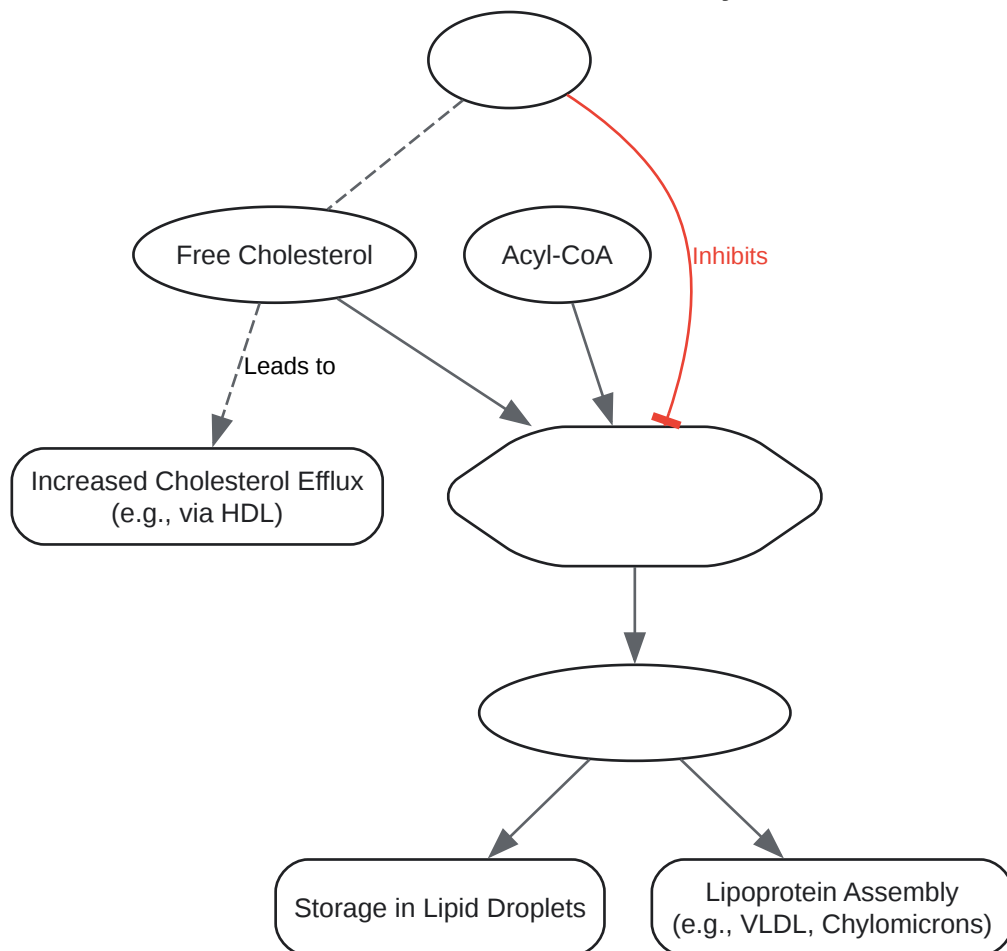 Free Cholesterol
Acyl-CoA
Inhibits
Leads to
Increased Cholesterol Efflux
(e.g., via HDL)
Storage in Lipid Droplets
Lipoprotein Assembly
(e.g., VLDL, Chylomicrons)